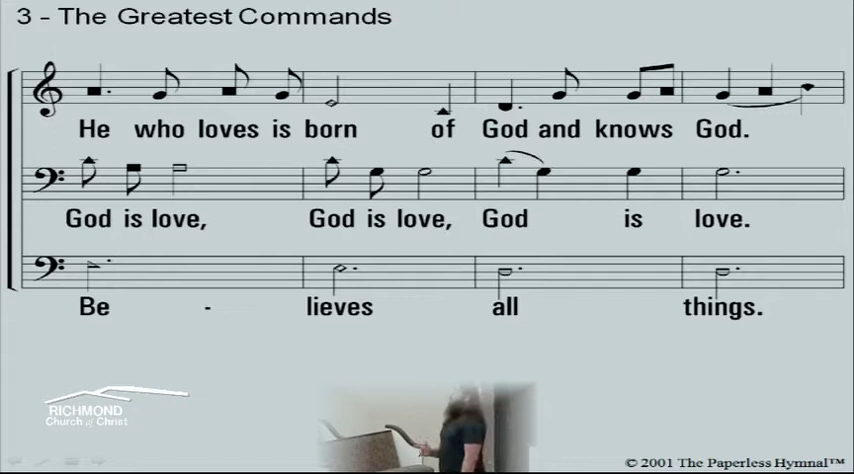 3 - The Greatest Commands
He who loves is born of God and knows God.
God is love, God is love, God is love.
Be - lieves all things.
RICHMOND
Church of Christ
© 2001 The Paperless Hymnal™